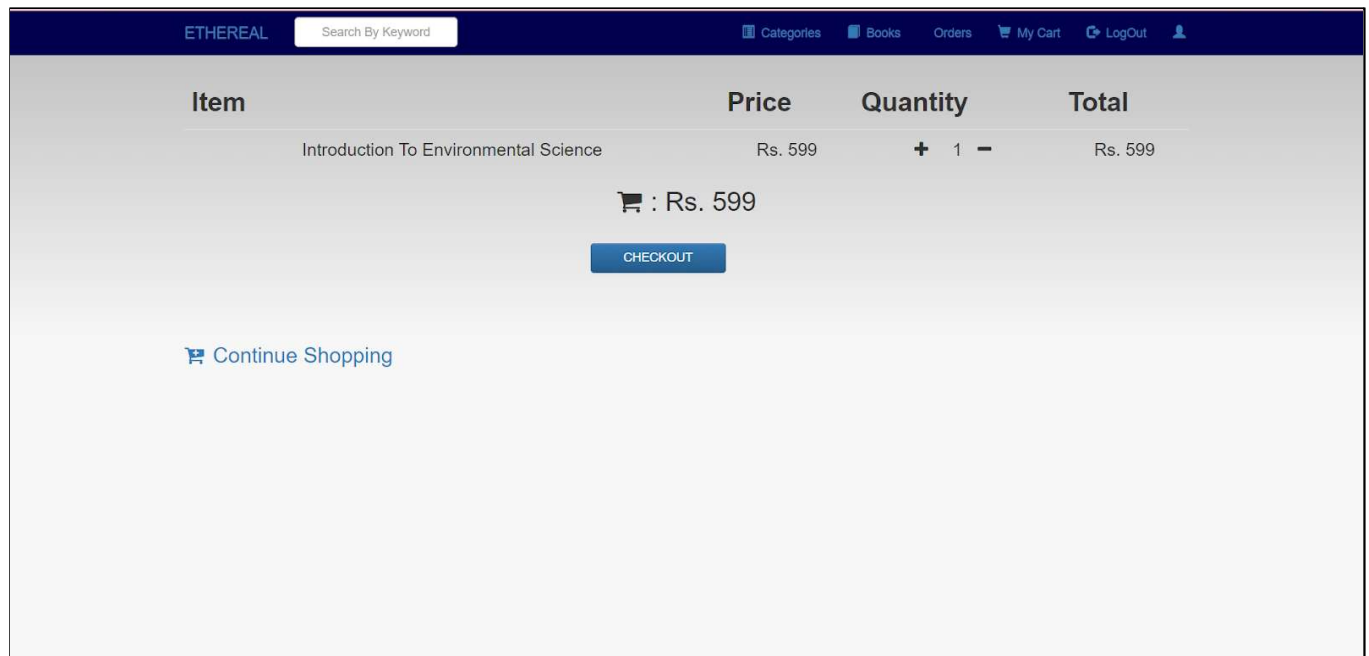 ETHEREAL Search By Keyword Categories Books Orders My Cart LogOut
Item Price Quantity Total
Introduction To Environmental Science Rs. 599 + 1 − Rs. 599
: Rs. 599
CHECKOUT
Continue Shopping